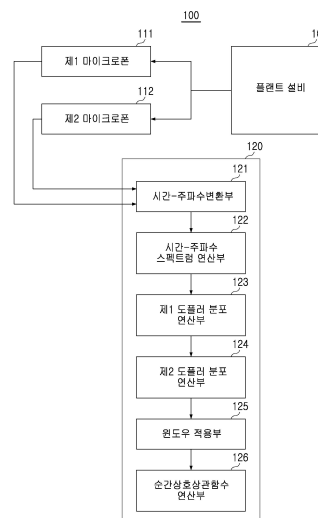 100
111
제1 마이크로폰
112
제2 마이크로폰
10
플랜트 설비
120
121
시간-주파수변환부
122
시간-주파수
스펙트럼 연산부
123
제1 도플러 분포
연산부
124
제2 도플러 분포
연산부
125
윈도우 적용부
126
순간상호상관함수
연산부